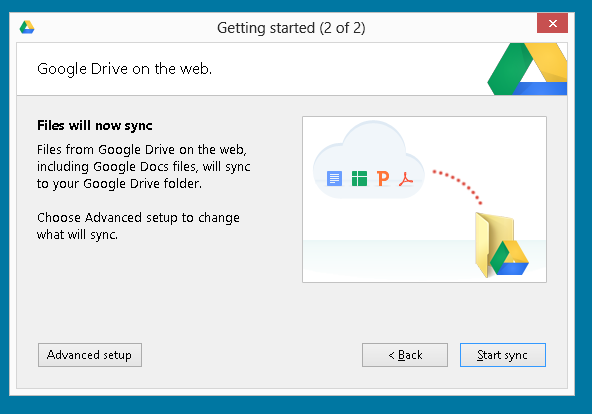 Getting started (2 of 2)
Google Drive on the web.
Files will now sync
Files from Google Drive on the web,
including Google Docs files, will sync
to your Google Drive folder.
Choose Advanced setup to change
what will sync.
Advanced setup
< Back
Start sync